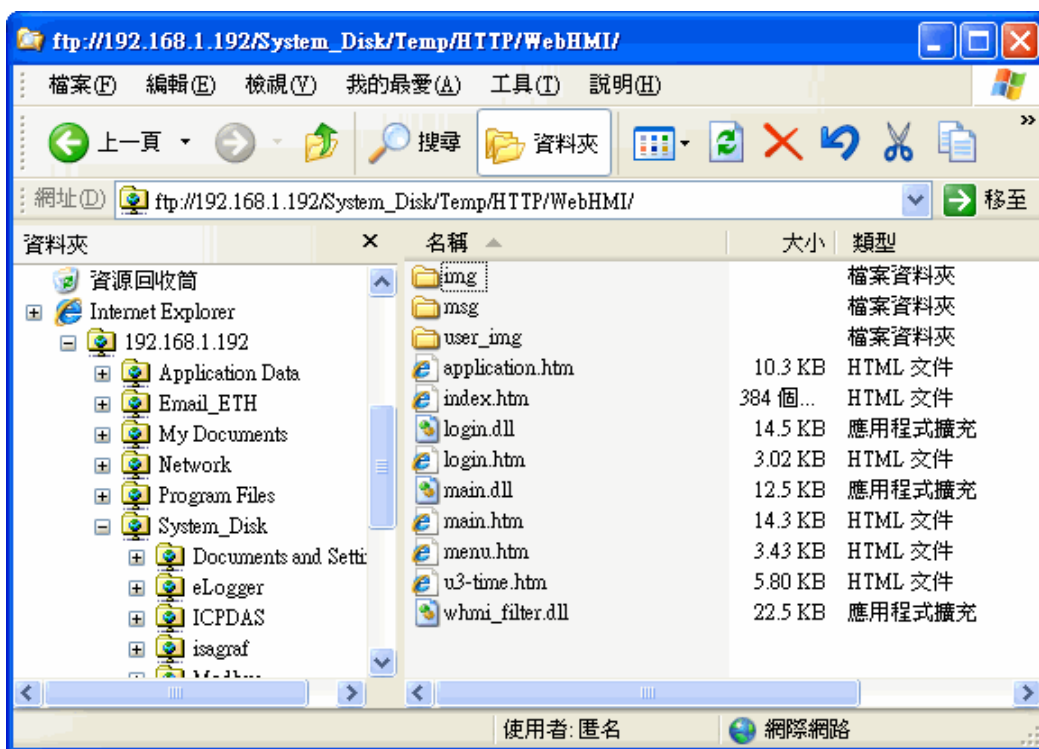 ftp://192.168.1.192/System_Disk/Temp/HTTP/WebHMI/
檔案(F) 編輯(E) 檢視(V) 我的最愛(A) 工具(T) 說明(H)
上一頁 搜尋 資料夾 »
網址(D) ftp://192.168.1.192/System_Disk/Temp/HTTP/WebHMI/ 移至
資料夾 × 名稱 大小 類型
資源回收筒 img 檔案資料夾
Internet Explorer msg 檔案資料夾
192.168.1.192 user_img 檔案資料夾
Application Data application.htm 10.3 KB HTML 文件
Email_ETH index.htm 384 個... HTML 文件
My Documents login.dll 14.5 KB 應用程式擴充
Network login.htm 3.02 KB HTML 文件
Program Files main.dll 12.5 KB 應用程式擴充
System_Disk main.htm 14.3 KB HTML 文件
Documents and Setti menu.htm 3.43 KB HTML 文件
eLogger u3-time.htm 5.80 KB HTML 文件
ICPDAS whmi_filter.dll 22.5 KB 應用程式擴充
isagraf
使用者: 匿名 網際網路